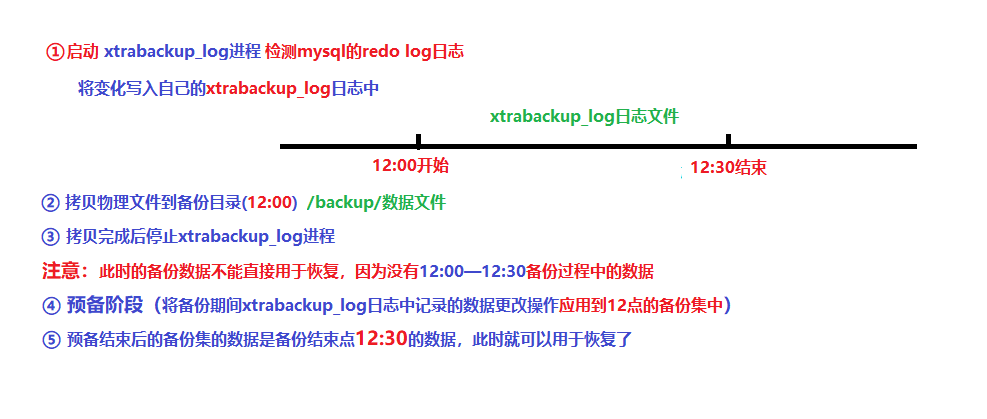 ①启动 xtrabackup_log进程 检测mysql的redo log日志
将变化写入自己的xtrabackup_log日志中
xtrabackup_log日志文件
12:00开始
12:30结束
② 拷贝物理文件到备份目录(12:00) /backup/数据文件
③ 拷贝完成后停止xtrabackup_log进程
注意：此时的备份数据不能直接用于恢复，因为没有12:00—12:30备份过程中的数据
④ 预备阶段（将备份期间xtrabackup_log日志中记录的数据更改操作应用到12点的备份集中）
⑤ 预备结束后的备份集的数据是备份结束点12:30的数据，此时就可以用于恢复了